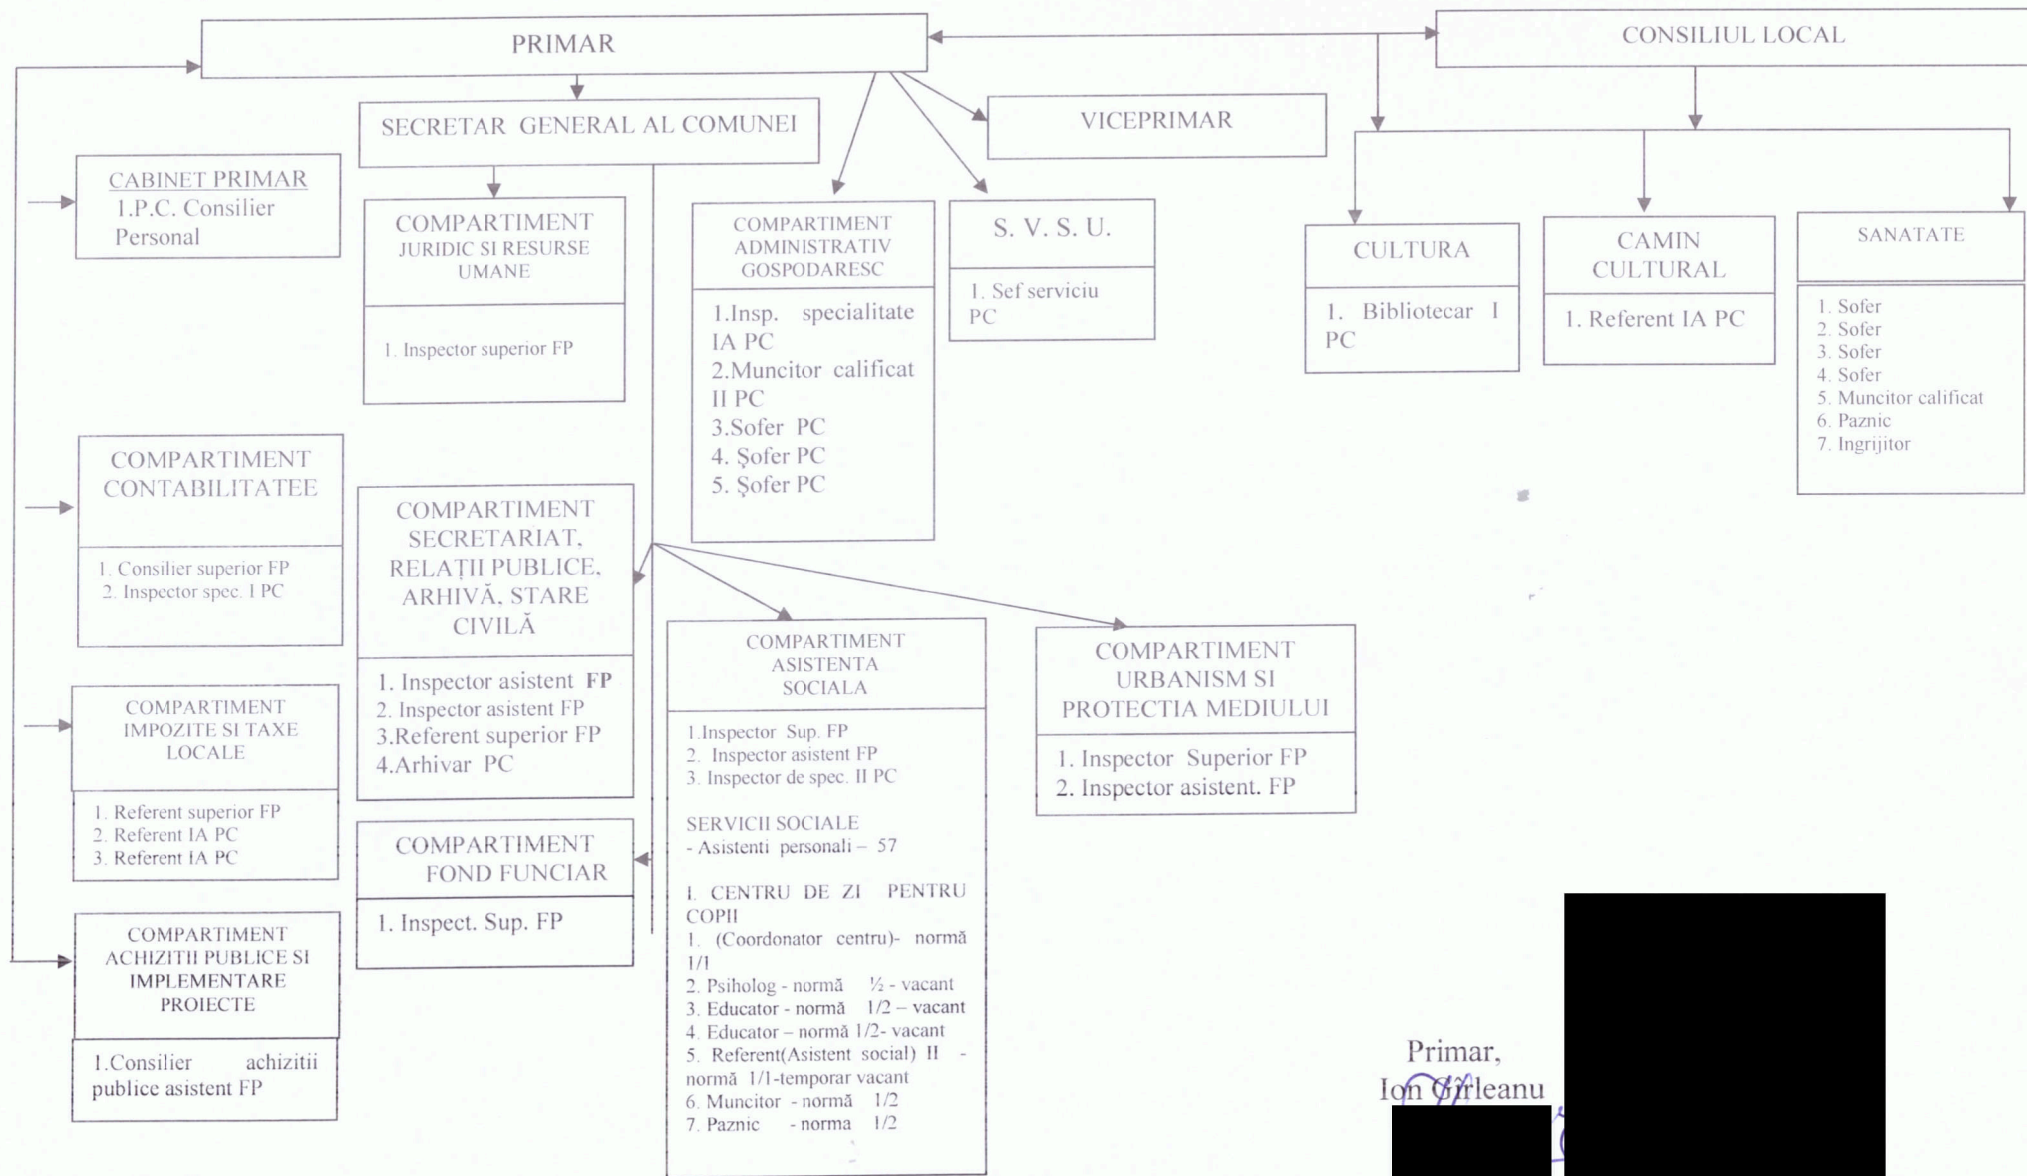 PRIMAR
CONSILIUL LOCAL
SECRETAR GENERAL AL COMUNEI
VICEPRIMAR
CABINET PRIMAR
1.P.C. Consilier
Personal
COMPARTIMENT
JURIDIC SI RESURSE
UMANE
1. Inspector superior FP
COMPARTIMENT
ADMINISTRATIV
GOSPODARESC
1.Insp. specialitate
IA PC
2.Muncitor calificat
II PC
3.Sofer PC
4. Şofer PC
5. Şofer PC
S. V. S. U.
1. Sef serviciu
PC
CULTURA
1. Bibliotecar I
PC
CAMIN
CULTURAL
1. Referent IA PC
SANATATE
1. Sofer
2. Sofer
3. Sofer
4. Sofer
5. Muncitor calificat
6. Paznic
7. Ingrijitor
COMPARTIMENT
CONTABILITATEE
1. Consilier superior FP
2. Inspector spec. I PC
COMPARTIMENT
SECRETARIAT,
RELAŢII PUBLICE,
ARHIVĂ, STARE
CIVILĂ
1. Inspector asistent FP
2. Inspector asistent FP
3.Referent superior FP
4.Arhivar PC
COMPARTIMENT
ASISTENTA
SOCIALA
1.Inspector Sup. FP
2. Inspector asistent FP
3. Inspector de spec. II PC
SERVICII SOCIALE
- Asistenti personali – 57
I. CENTRU DE ZI PENTRU
COPII
1. (Coordonator centru)- normă
1/1
2. Psiholog - normă ½ - vacant
3. Educator - normă 1/2 – vacant
4. Educator – normă 1/2- vacant
5. Referent(Asistent social) II -
normă 1/1-temporar vacant
6. Muncitor - normă 1/2
7. Paznic - norma 1/2
COMPARTIMENT
URBANISM SI
PROTECTIA MEDIULUI
1. Inspector Superior FP
2. Inspector asistent. FP
COMPARTIMENT
IMPOZITE SI TAXE
LOCALE
1. Referent superior FP
2. Referent IA PC
3. Referent IA PC
COMPARTIMENT
FOND FUNCIAR
1. Inspect. Sup. FP
COMPARTIMENT
ACHIZITII PUBLICE SI
IMPLEMENTARE
PROIECTE
1.Consilier achizitii
publice asistent FP
Primar,
Ion Gîrleanu